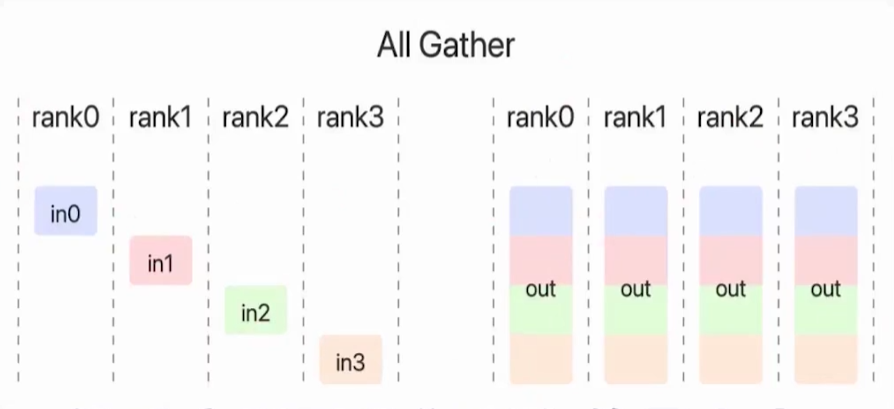 All Gather
rank0 rank1 rank2 rank3 rank0 rank1 rank2 rank3
in0
in1
out out out out
in2
in3